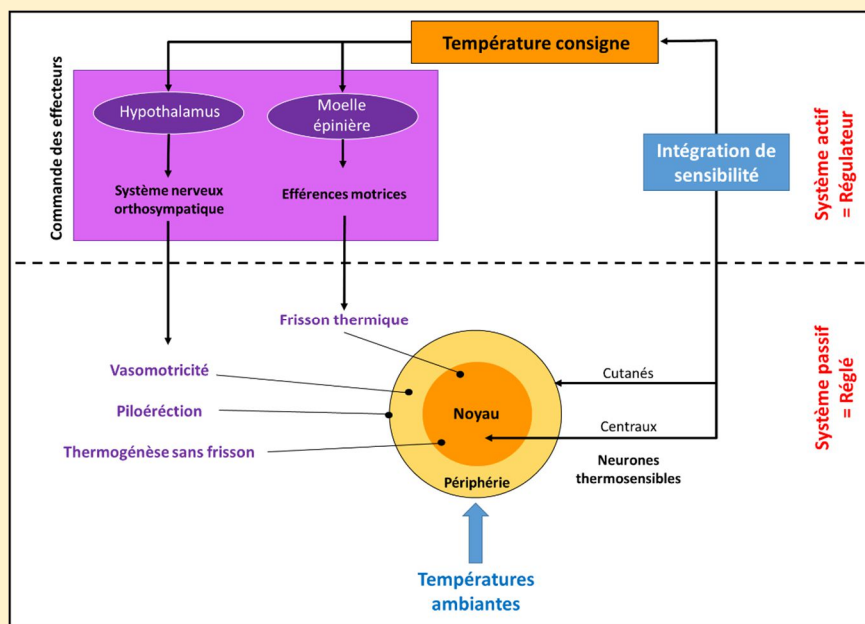 Température consigne
Commande des effecteurs
Hypothalamus
Moelle
épinière
Système nerveux
orthosympatique
Efférences motrices
Intégration de
sensibilité
Système actif
= Régulateur
Frisson thermique
Vasomotricité
Piloéréction
Thermogénèse sans frisson
Noyau
Périphérie
Cutanés
Centraux
Neurones
thermosensibles
Système passif
= Réglé
Températures
ambiantes